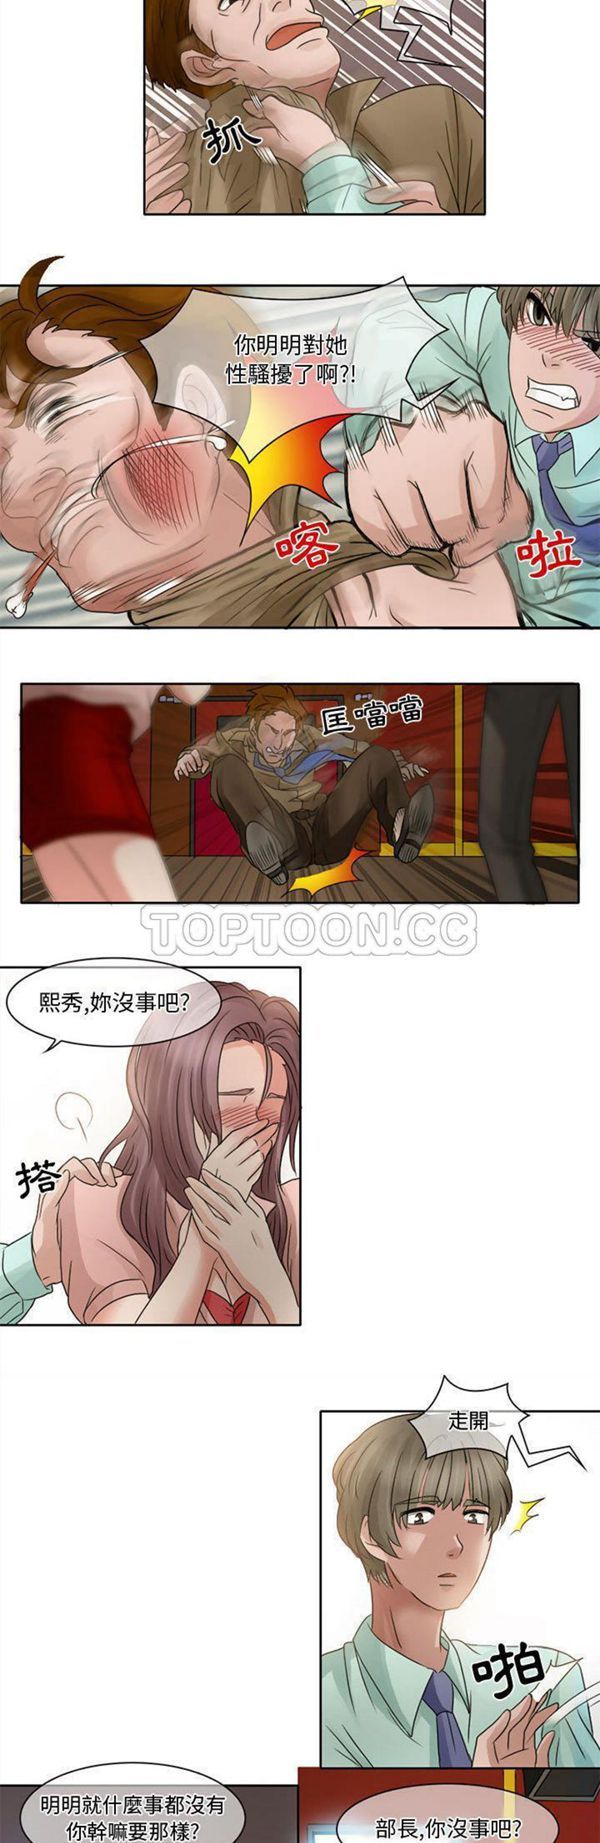 抓
你明明對她
性騷擾了啊?!
喀
啦
匡噹噹
TOPTOON.CC
熙秀,妳沒事吧?
搭
走開
啪
明明就什麼事都沒有
你幹嘛要那樣?
部長,你沒事吧?